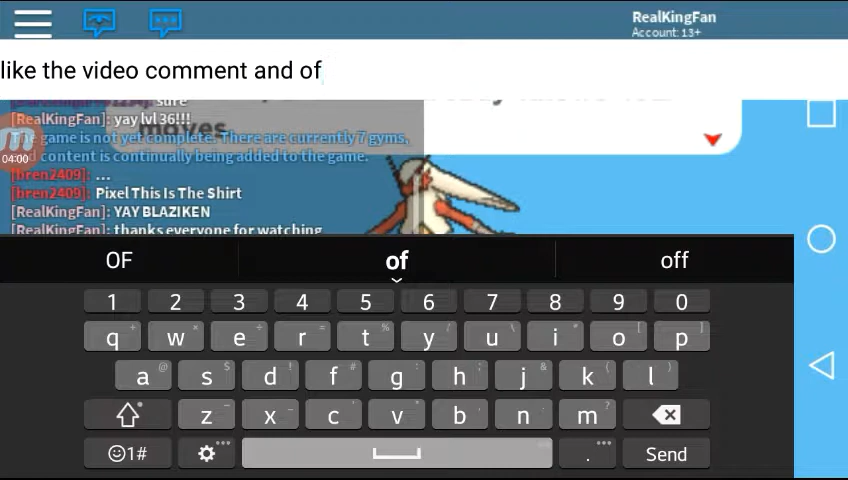 RealKingFan
Account: 13+
like the video comment and of
sure
[RealKingFan]: yay lvl 36!!!
moves.
The game is not yet complete. There are currently 7 gyms,
content is continually being added to the game.
04:00
[bren2409]: ...
[bren2409]: Pixel This Is The Shirt
[RealKingFan]: YAY BLAZIKEN
[RealKingFan]: thanks everyone for watching
OF of off
1 2 3 4 5 6 7 8 9 0
q w e r t y u i o p
a s d f g h j k l
z x c v b n m
1# . Send